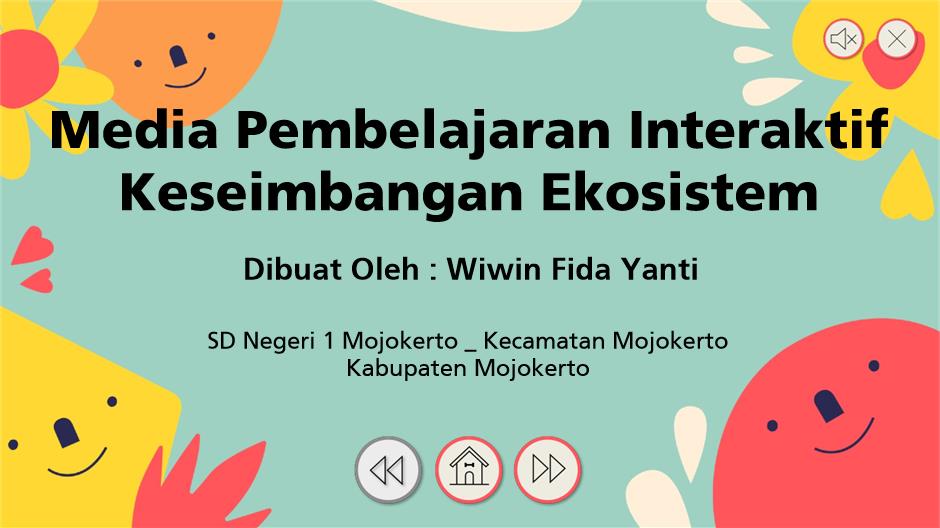 Media Pembelajaran Interaktif
Keseimbangan Ekosistem
Dibuat Oleh : Wiwin Fida Yanti
SD Negeri 1 Mojokerto _ Kecamatan Mojokerto
Kabupaten Mojokerto